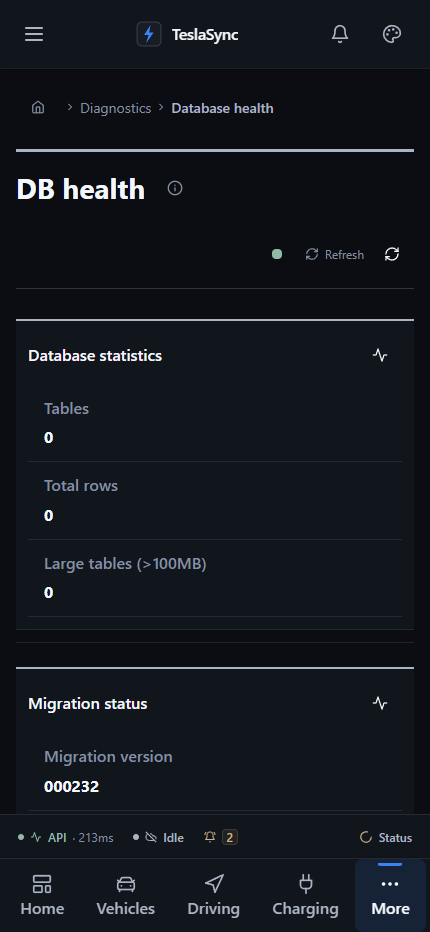 TeslaSync
Diagnostics
Database health
DB health
Refresh
Database statistics
Tables
0
Total rows
0
Large tables (>100MB)
0
Migration status
Migration version
000232
API · 213ms
Idle
2
Status
Home
Vehicles
Driving
Charging
More